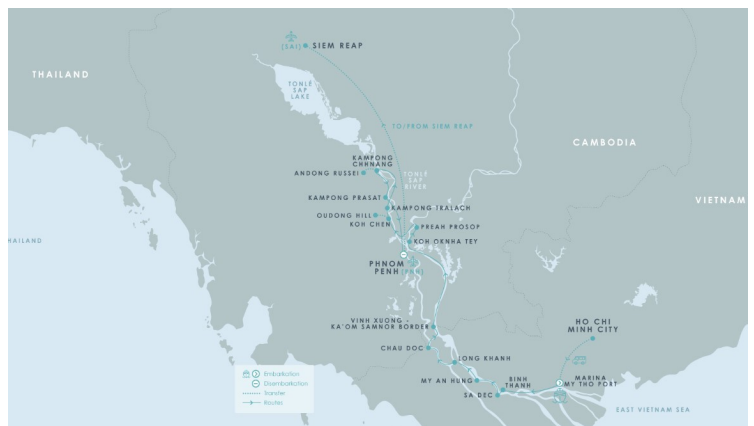 (SAI) SIEM REAP
THAILAND
TONLÉ
SAP
LAKE
TO/FROM SIEM REAP
CAMBODIA
KAMPONG
CHHNANG
ANDONG RUSSEI
TONLÉ
SAP
RIVER
KAMPONG PRASAT
KAMPONG TRALACH
VIETNAM
OUDONG HILL
KOH CHEN
PREAH PROSOP
HAILAND
KOH OKNHA TEY
PHNOM
PENH (PNH)
VINH XUONG -
KA'OM SAMNOR BORDER
HO CHI
MINH CITY
CHAU DOC
LONG KHANH
MY AN HUNG
BINH
THANH
MARINA
MY THO PORT
SA DEC
EAST VIETNAM SEA
Embarkation
Disembarkation
Transfer
Routes